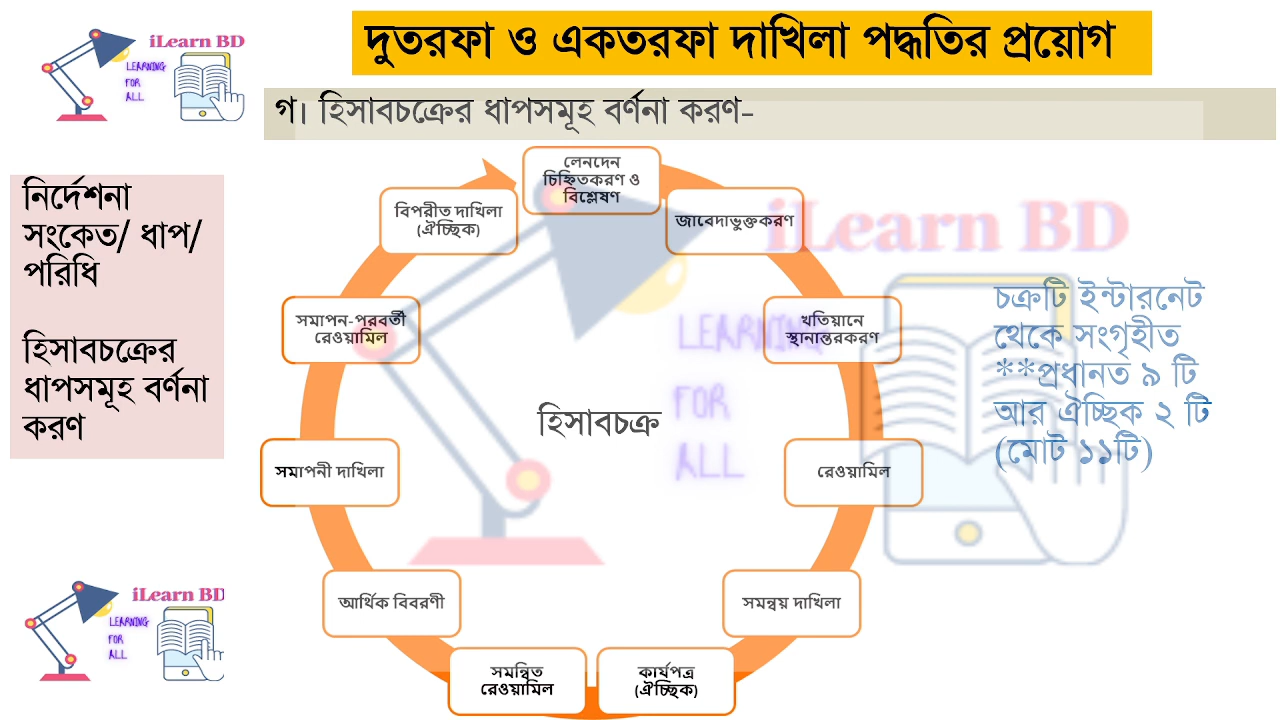 iLearn BD
LEARNING
FOR
ALL
দুতরফা ও একতরফা দাখিলা পদ্ধতির প্রয়োগ
গ। হিসাবচক্রের ধাপসমূহ বর্ণনা করণ-
নির্দেশনা
সংকেত/ ধাপ/
পরিধি
হিসাবচক্রের
ধাপসমূহ বর্ণনা
করণ
লেনদেন
চিহ্নিতকরণ ও
বিশ্লেষণ
জাবেদাভুক্তকরণ
খতিয়ানে
স্থানান্তরকরণ
রেওয়ামিল
সমন্বয় দাখিলা
কার্যপত্র
(ঐচ্ছিক)
সমন্বিত
রেওয়ামিল
আর্থিক বিবরণী
সমাপনী দাখিলা
সমাপন-পরবর্তী
রেওয়ামিল
বিপরীত দাখিলা
(ঐচ্ছিক)
হিসাবচক্র
iLearn BD
LEARNING
FOR
ALL
চক্রটি ইন্টারনেট
থেকে সংগৃহীত
**প্রধানত ৯ টি
আর ঐচ্ছিক ২ টি
(মোট ১১টি)
iLearn BD
LEARNING
FOR
ALL